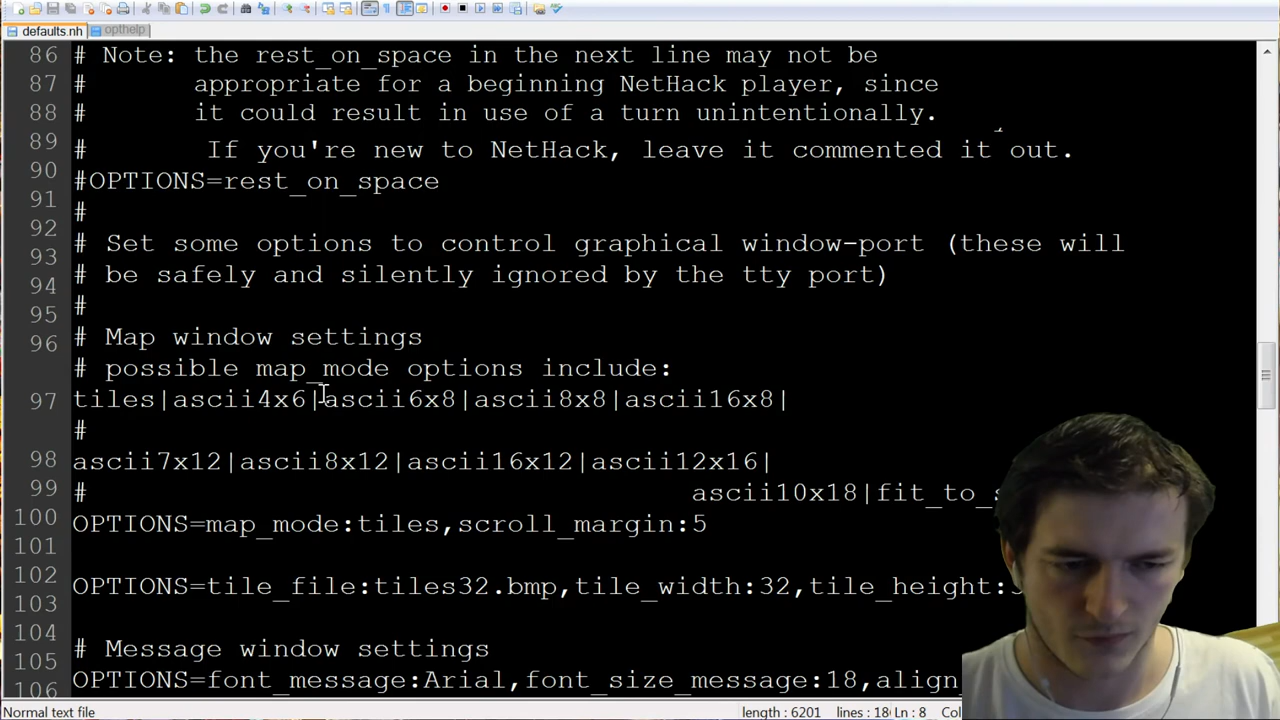 defaults.nh opthelp
86 # Note: the rest_on_space in the next line may not be
87 # appropriate for a beginning NetHack player, since
88 # it could result in use of a turn unintentionally.
89 # If you're new to NetHack, leave it commented it out.
90 #OPTIONS=rest_on_space
91 #
92 # Set some options to control graphical window-port (these will
93 # be safely and silently ignored by the tty port)
94 #
95 # Map window settings
96 # possible map_mode options include:
tiles|ascii4x6|ascii6x8|ascii8x8|ascii16x8|
97 #
ascii7x12|ascii8x12|ascii16x12|ascii12x16|
98 # ascii10x18|fit_to_
99 OPTIONS=map_mode:tiles,scroll_margin:5
100
101 OPTIONS=tile_file:tiles32.bmp,tile_width:32,tile_height:
102
103 # Message window settings
104 OPTIONS=font_message:Arial,font_size_message:18,align_
105
106
Normal text file length : 6201 lines : 18 Ln : 8 Col